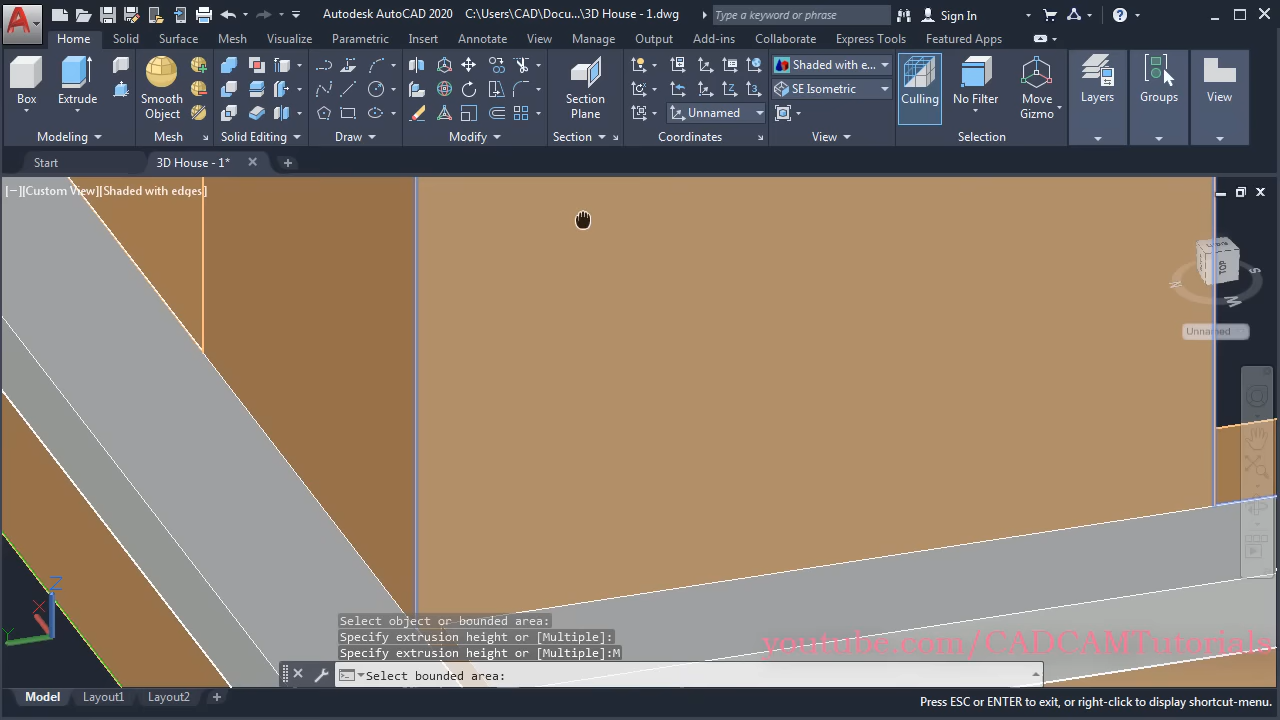 Autodesk AutoCAD 2020 C:\Users\CAD\Docu...\3D House - 1.dwg Type a keyword or phrase Sign In
Home Solid Surface Mesh Visualize Parametric Insert Annotate View Manage Output Add-ins Collaborate Express Tools Featured Apps
Shaded with e...
SE Isometric
Box Extrude Smooth Object Section Plane Unnamed Culling No Filter Move Gizmo Layers Groups View
Modeling Mesh Solid Editing Draw Modify Section Coordinates View Selection
Start 3D House - 1*
[−][Custom View][Shaded with edges]
TOP
S
W
Unnamed
Z
X
Y
Select object or bounded area:
Specify extrusion height or [Multiple]:
Specify extrusion height or [Multiple]:M
youtube.com/CADCAMTutorials
Select bounded area:
Model Layout1 Layout2
Press ESC or ENTER to exit, or right-click to display shortcut-menu.